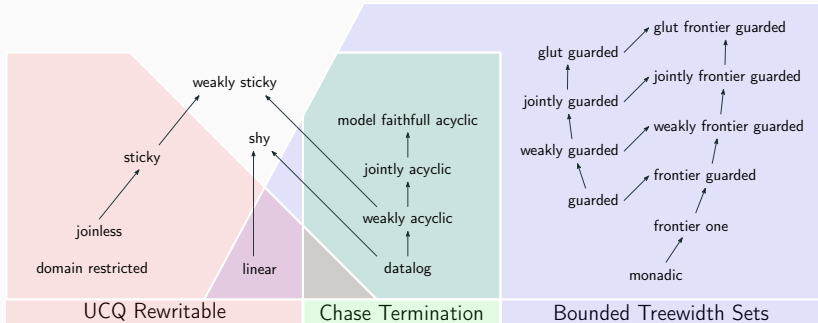 glut frontier guarded
glut guarded
jointly frontier guarded
weakly sticky
jointly guarded
model faithfull acyclic
weakly frontier guarded
shy
weakly guarded
sticky
jointly acyclic
frontier guarded
guarded
weakly acyclic
frontier one
joinless
domain restricted
linear
datalog
monadic
UCQ Rewritable
Chase Termination
Bounded Treewidth Sets